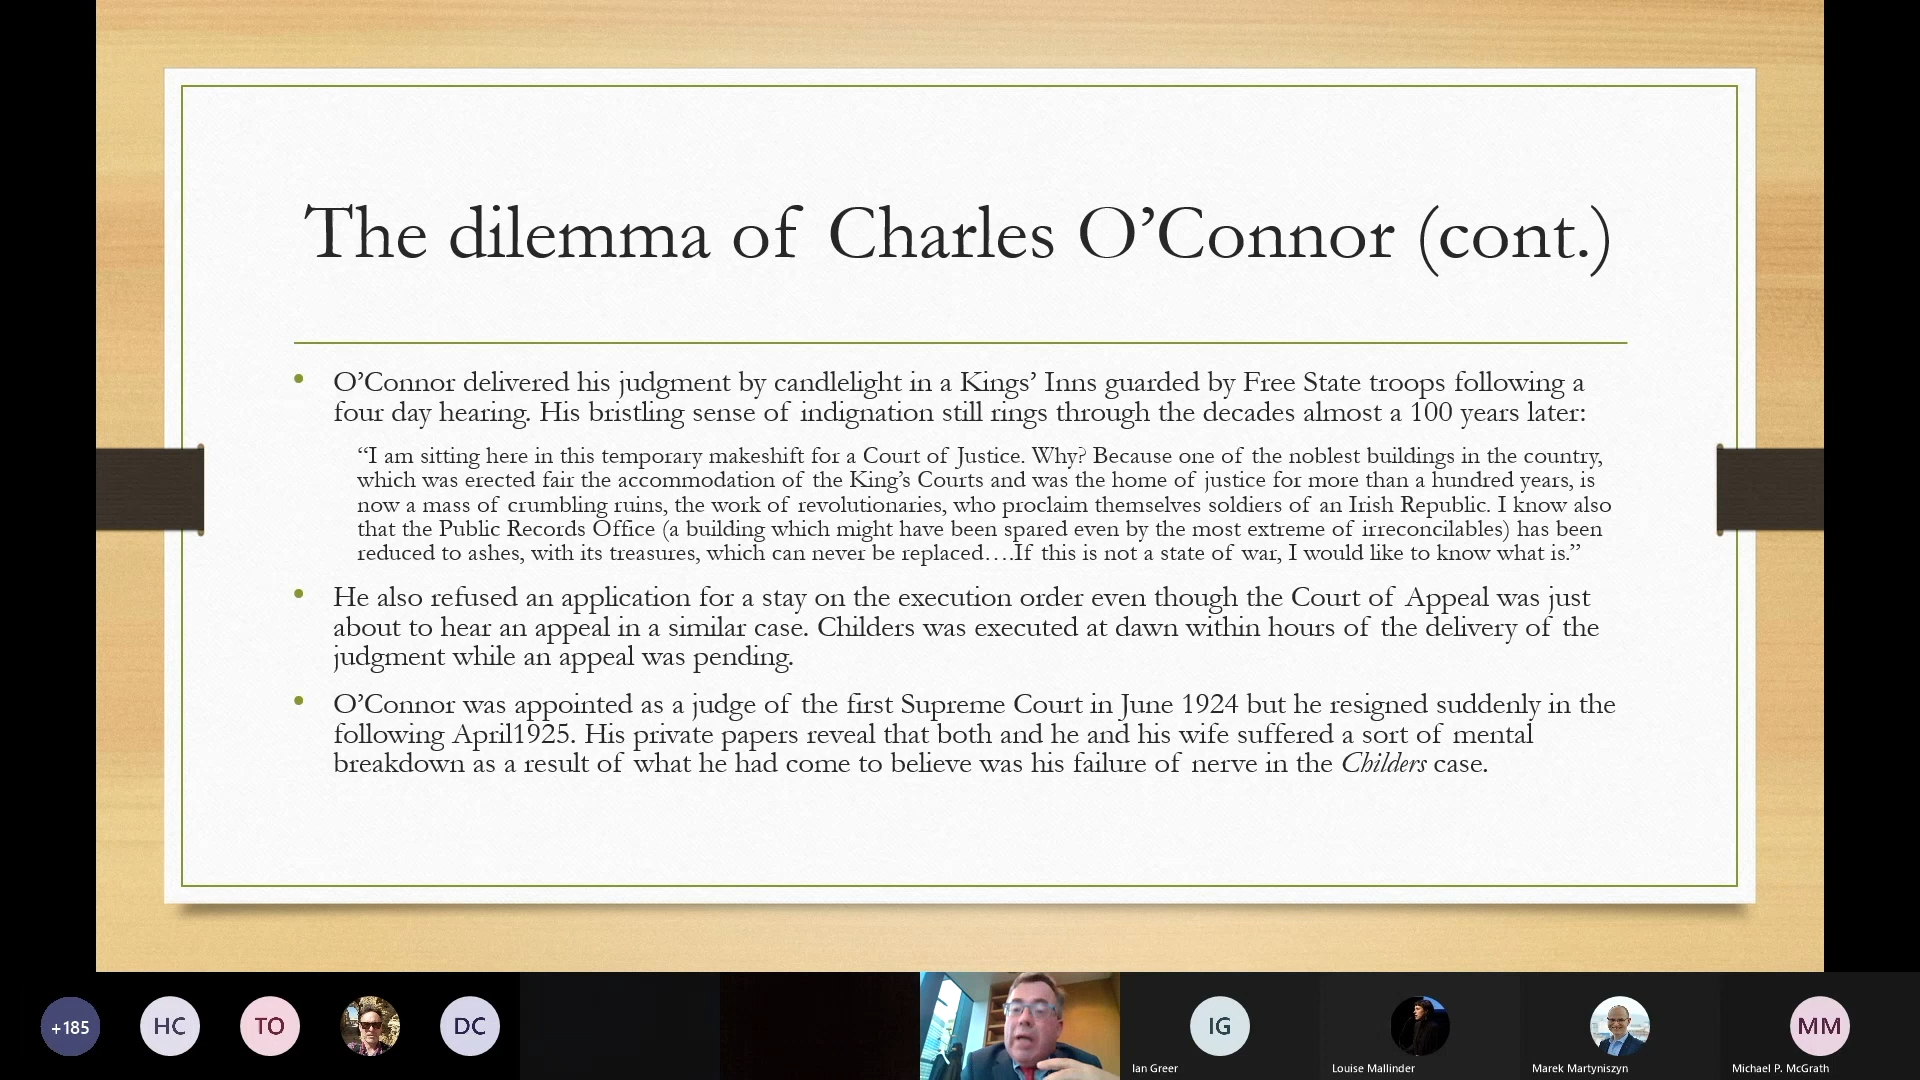 The dilemma of Charles O’Connor (cont.)
• O’Connor delivered his judgment by candlelight in a Kings’ Inns guarded by Free State troops following a
four day hearing. His bristling sense of indignation still rings through the decades almost a 100 years later:
“I am sitting here in this temporary makeshift for a Court of Justice. Why? Because one of the noblest buildings in the country,
which was erected fair the accommodation of the King’s Courts and was the home of justice for more than a hundred years, is
now a mass of crumbling ruins, the work of revolutionaries, who proclaim themselves soldiers of an Irish Republic. I know also
that the Public Records Office (a building which might have been spared even by the most extreme of irreconcilables) has been
reduced to ashes, with its treasures, which can never be replaced….If this is not a state of war, I would like to know what is.”
• He also refused an application for a stay on the execution order even though the Court of Appeal was just
about to hear an appeal in a similar case. Childers was executed at dawn within hours of the delivery of the
judgment while an appeal was pending.
• O’Connor was appointed as a judge of the first Supreme Court in June 1924 but he resigned suddenly in the
following April1925. His private papers reveal that both and he and his wife suffered a sort of mental
breakdown as a result of what he had come to believe was his failure of nerve in the Childers case.
+185
HC
TO
DC
IG
MM
Ian Greer
Louise Mallinder
Marek Martyniszyn
Michael P. McGrath